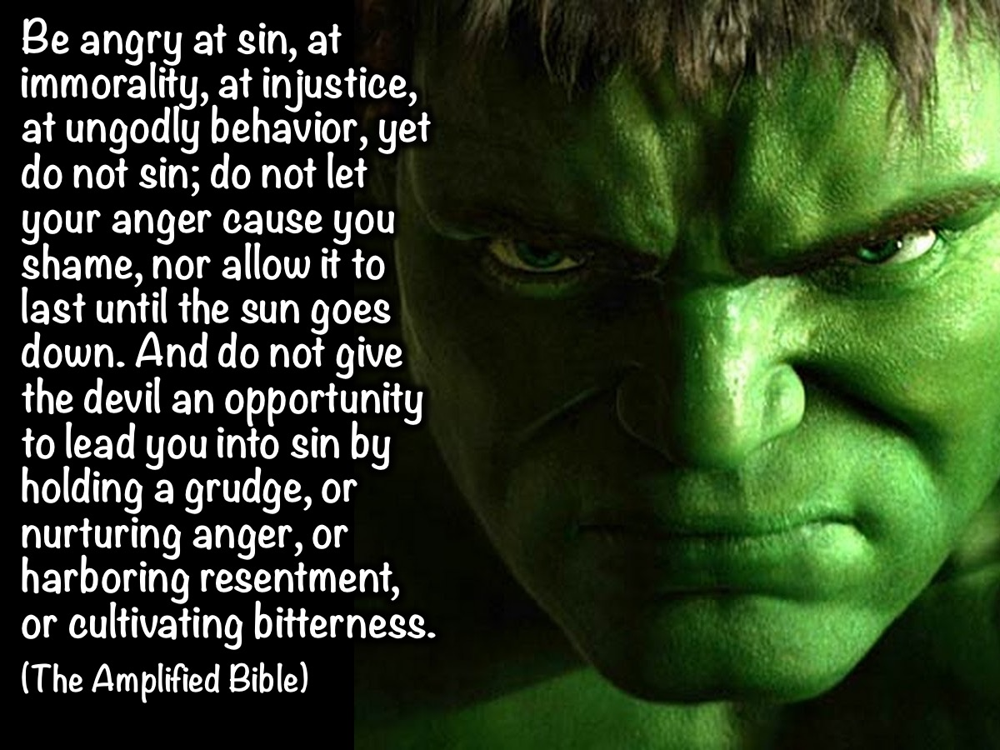 Be angry at sin, at
immorality, at injustice,
at ungodly behavior, yet
do not sin; do not let
your anger cause you
shame, nor allow it to
last until the sun goes
down. And do not give
the devil an opportunity
to lead you into sin by
holding a grudge, or
nurturing anger, or
harboring resentment,
or cultivating bitterness.
(The Amplified Bible)